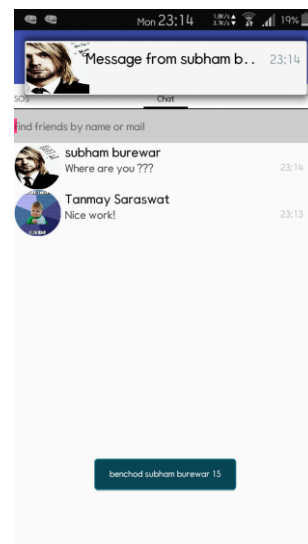 Mon 23:14
19%
Message from subham b.. 23:14
SOS Chat
ind friends by name or mail
subham burewar
Where are you ???
23:14
Tanmay Saraswat
Nice work!
23:13
benchod subham burewar 15